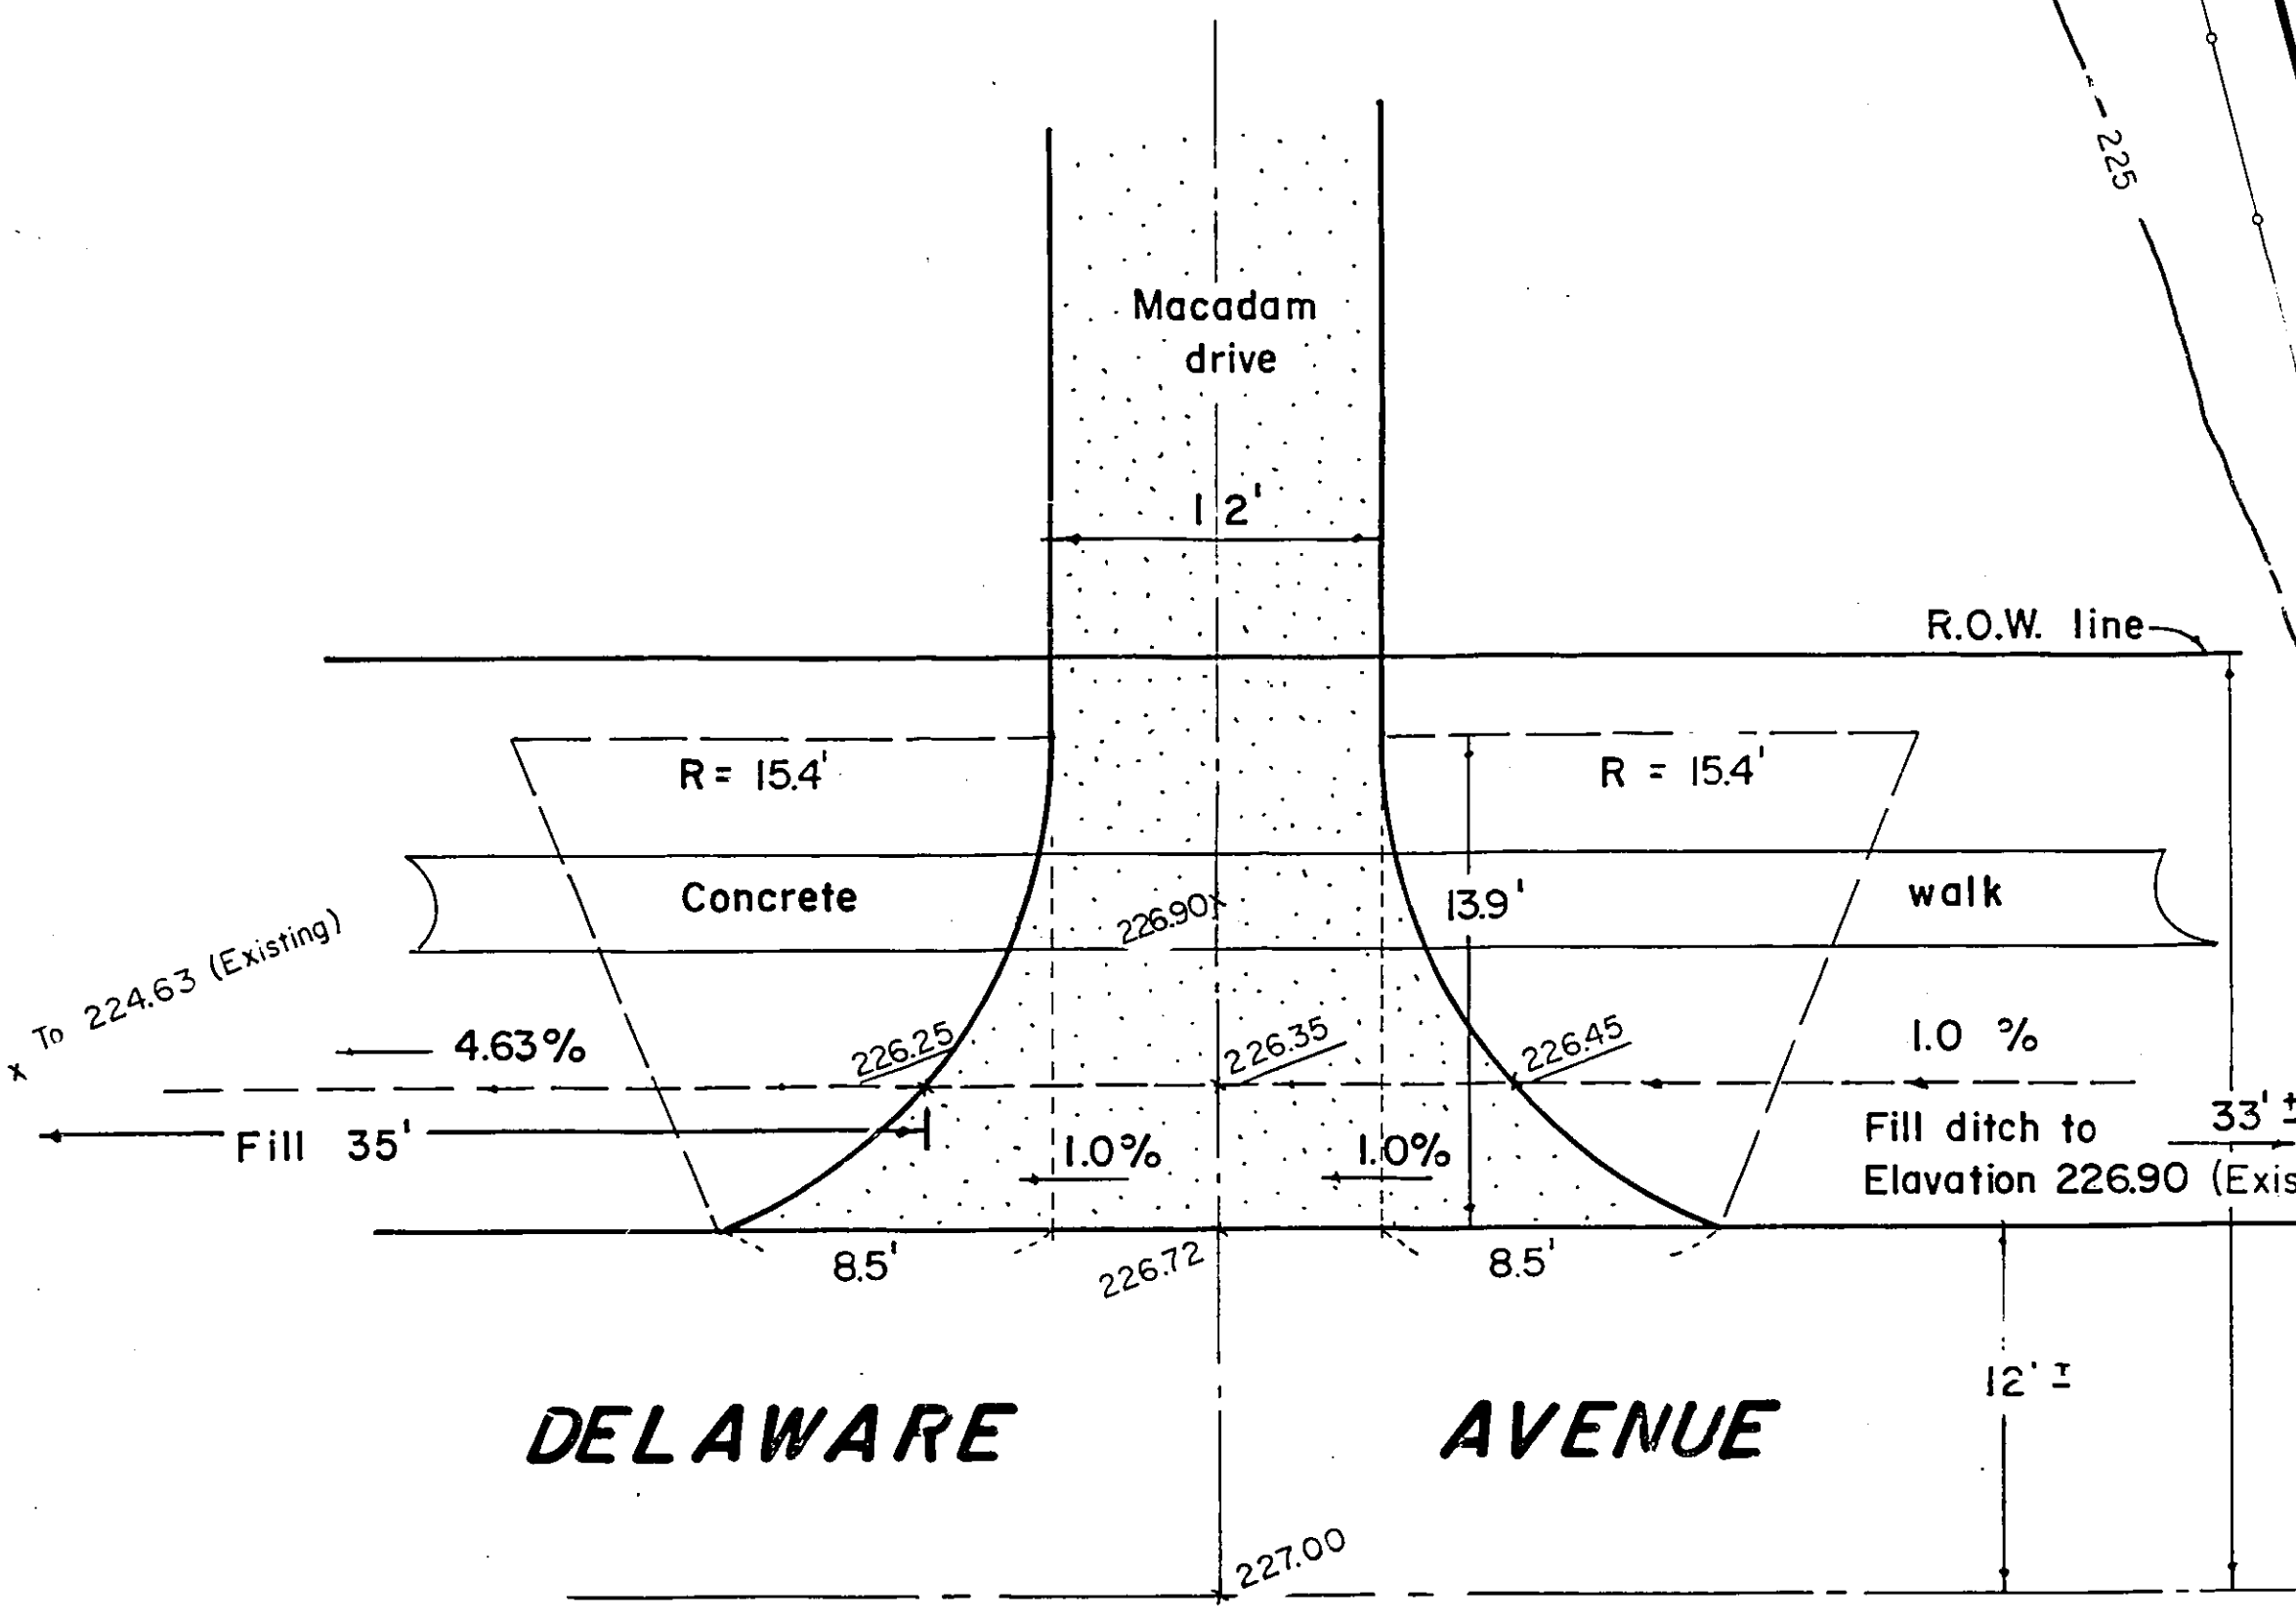 225
Macadam
drive
12'
R.O.W. line
R = 15.4'
R = 15.4'
Concrete
226.90
13.9'
walk
To 224.63 (Existing)
4.63%
226.25
226.35
226.45
1.0 %
Fill 35'
1.0%
1.0%
Fill ditch to
33' ±
Elavation 226.90 (Exis
8.5'
226.72
8.5'
12' ±
DELAWARE AVENUE
227.00